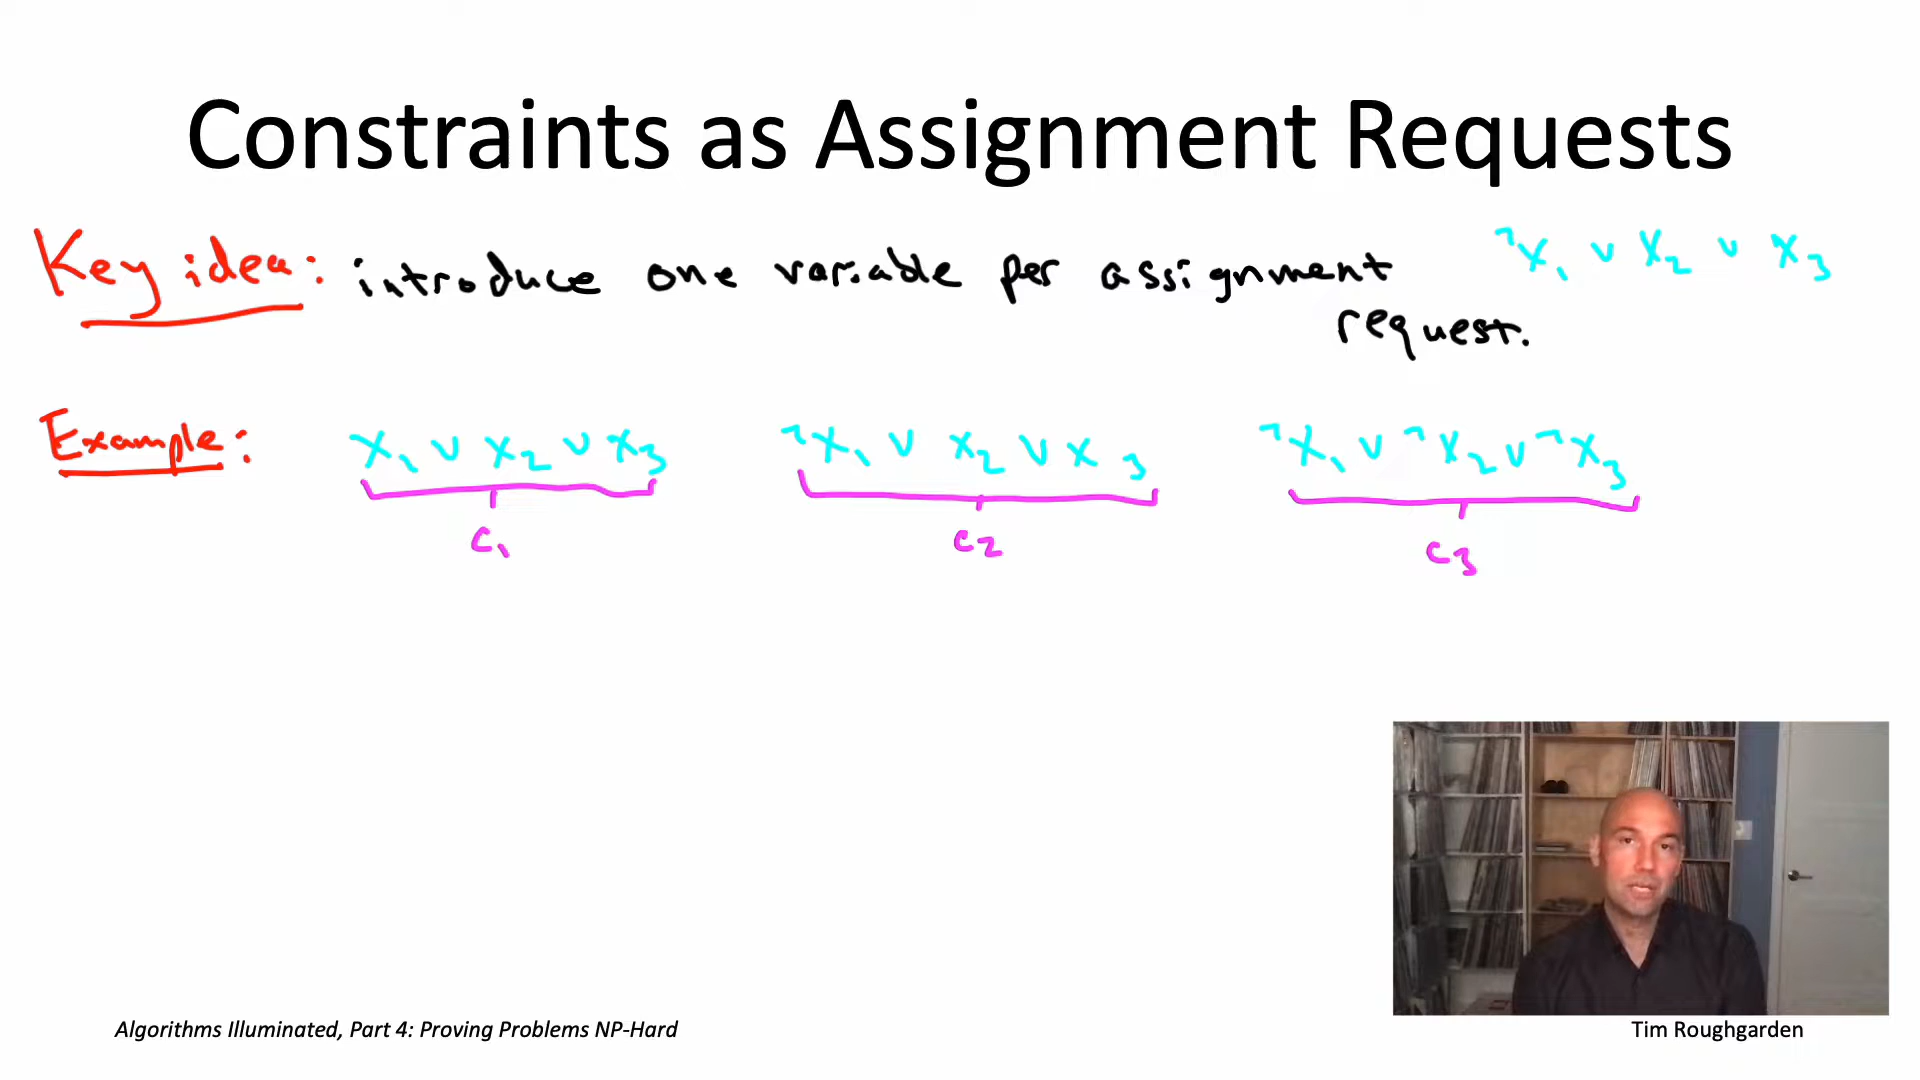 Constraints as Assignment Requests
Key idea: introduce one variable per assignment request.
¬x₁ ∨ x₂ ∨ x₃
Example: x₁ ∨ x₂ ∨ x₃ ¬x₁ ∨ x₂ ∨ x₃ ¬x₁ ∨ ¬x₂ ∨ ¬x₃
C₁ C₂ C₃
Algorithms Illuminated, Part 4: Proving Problems NP-Hard
Tim Roughgarden